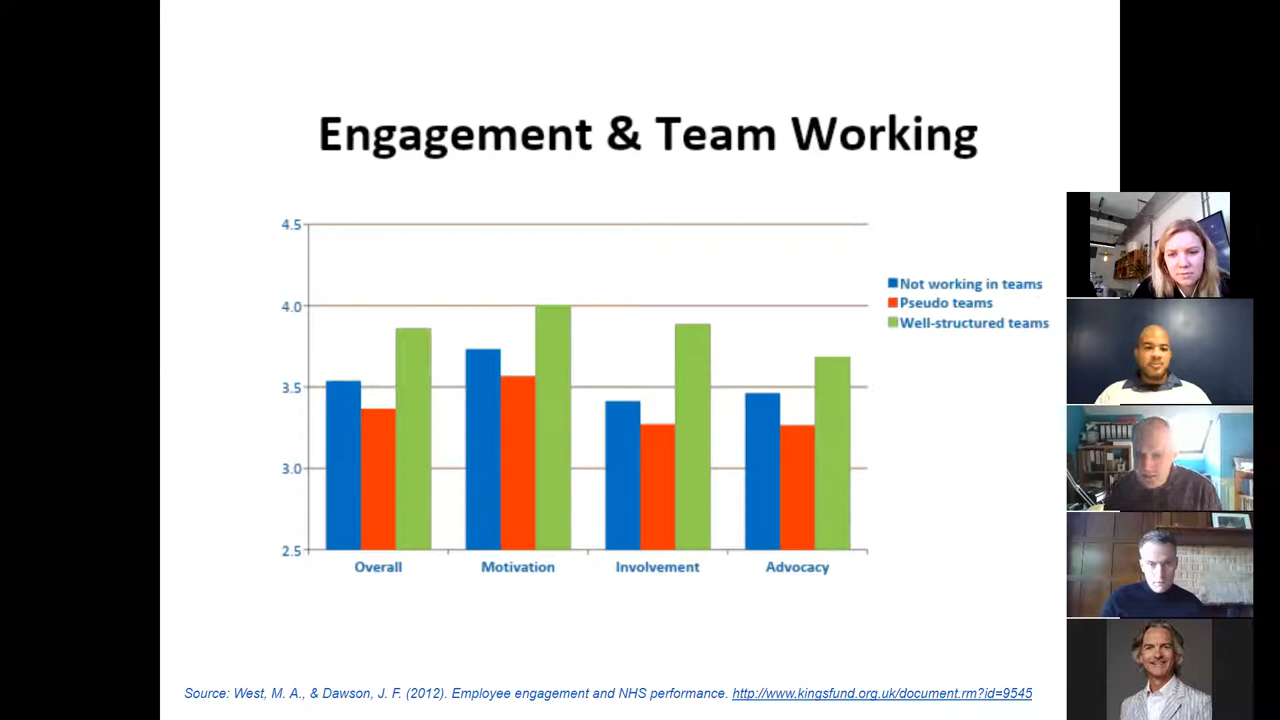 Engagement & Team Working
4.5
4.0
3.5
3.0
2.5
Not working in teams
Pseudo teams
Well-structured teams
Overall
Motivation
Involvement
Advocacy
Source: West, M. A., & Dawson, J. F. (2012). Employee engagement and NHS performance. http://www.kingsfund.org.uk/document.rm?id=9545